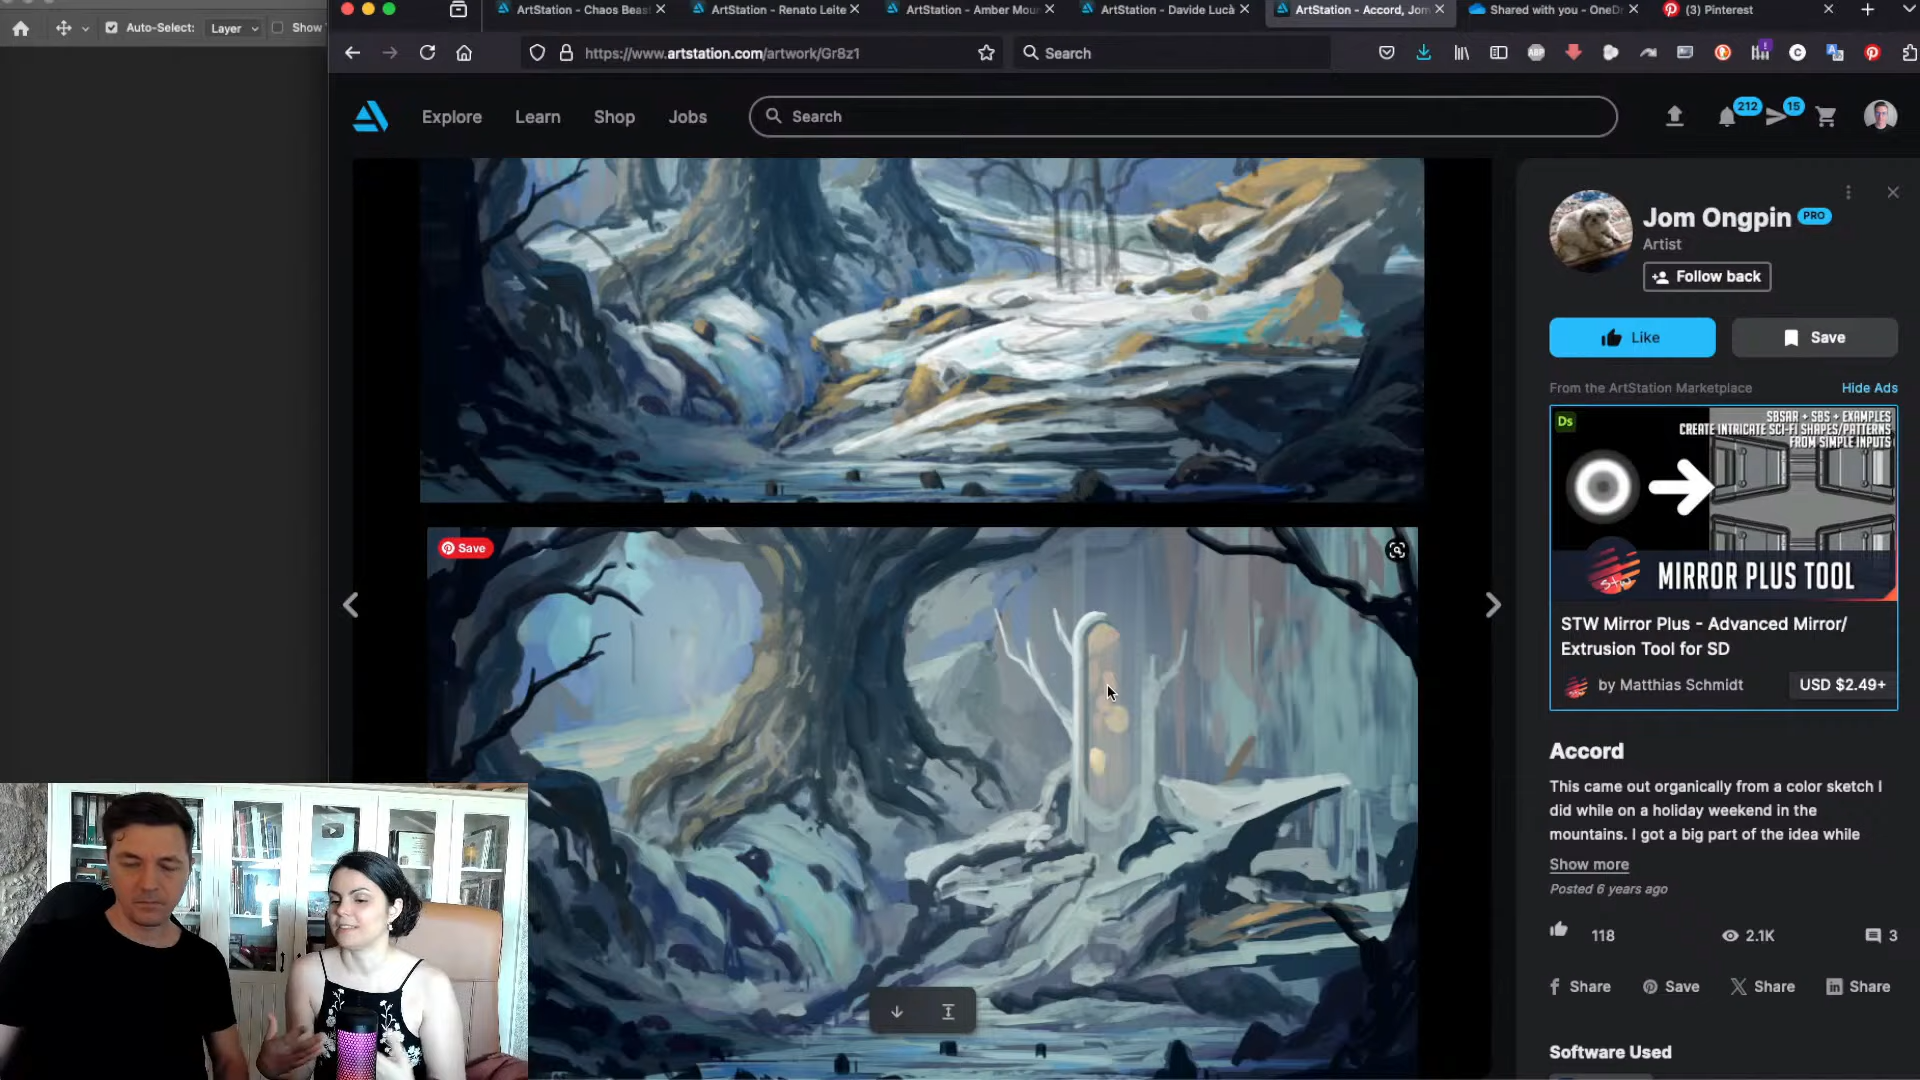 Auto-Select: Layer Show
ArtStation - Chaos Beas
ArtStation - Renato Leite
ArtStation - Amber Mou
ArtStation - Davide Lucà
ArtStation - Accord, Jom
Shared with you - OneD
(3) Pinterest
https://www.artstation.com/artwork/Gr8z1
Search
Explore Learn Shop Jobs
Search
212
15
Jom Ongpin PRO
Artist
Follow back
Like
Save
From the ArtStation Marketplace
Hide Ads
Ds
SBSAR + SBS + EXAMPLES
CREATE INTRICATE SCI-FI SHAPES/PATTERNS
FROM SIMPLE INPUTS
stw
MIRROR PLUS TOOL
STW Mirror Plus - Advanced Mirror/
Extrusion Tool for SD
by Matthias Schmidt
USD $2.49+
Save
Accord
This came out organically from a color sketch I
did while on a holiday weekend in the
mountains. I got a big part of the idea while
Show more
Posted 6 years ago
118
2.1K
3
Share
Save
Share
Share
Software Used